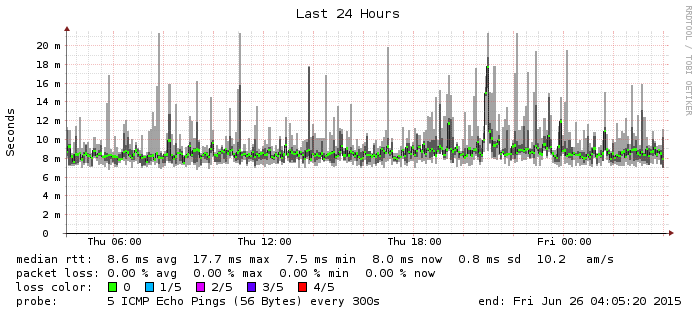 Last 24 Hours
RRDTOOL / TOBI OETIKER
Seconds
20 m
18 m
16 m
14 m
12 m
10 m
8 m
6 m
4 m
2 m
0
Thu 06:00 Thu 12:00 Thu 18:00 Fri 00:00
median rtt: 8.6 ms avg 17.7 ms max 7.5 ms min 8.0 ms now 0.8 ms sd 10.2 am/s
packet loss: 0.00 % avg 0.00 % max 0.00 % min 0.00 % now
loss color: 0 1/5 2/5 3/5 4/5
probe: 5 ICMP Echo Pings (56 Bytes) every 300s end: Fri Jun 26 04:05:20 2015